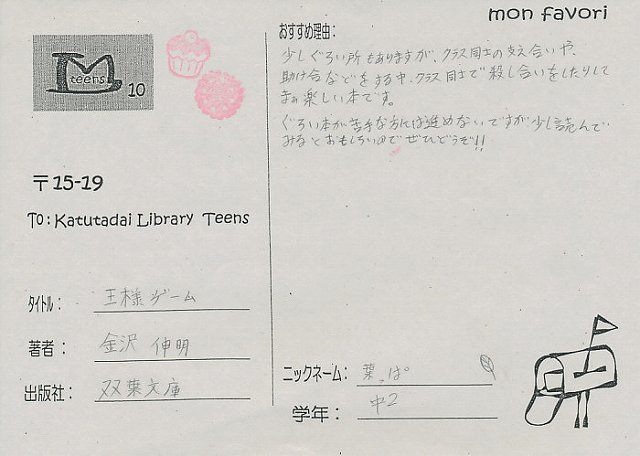 mon favori
teens
10
〒15-19
To: Katutadai Library Teens
タイトル: 王様ゲーム
著者: 金沢 伸明
出版社: 双葉文庫
おすすめ理由:
少しぐろい所もありますが、クラス同士の支え合いや、
助け合などをする中、クラス同士で殺し合いをしたりして
まぁ楽しい本です。
ぐろい本が苦手な方には進めないですが少し読んで
みるとおもしろいので ぜひどうぞ!!
ニックネーム: 葉っぱ
学年: 中2